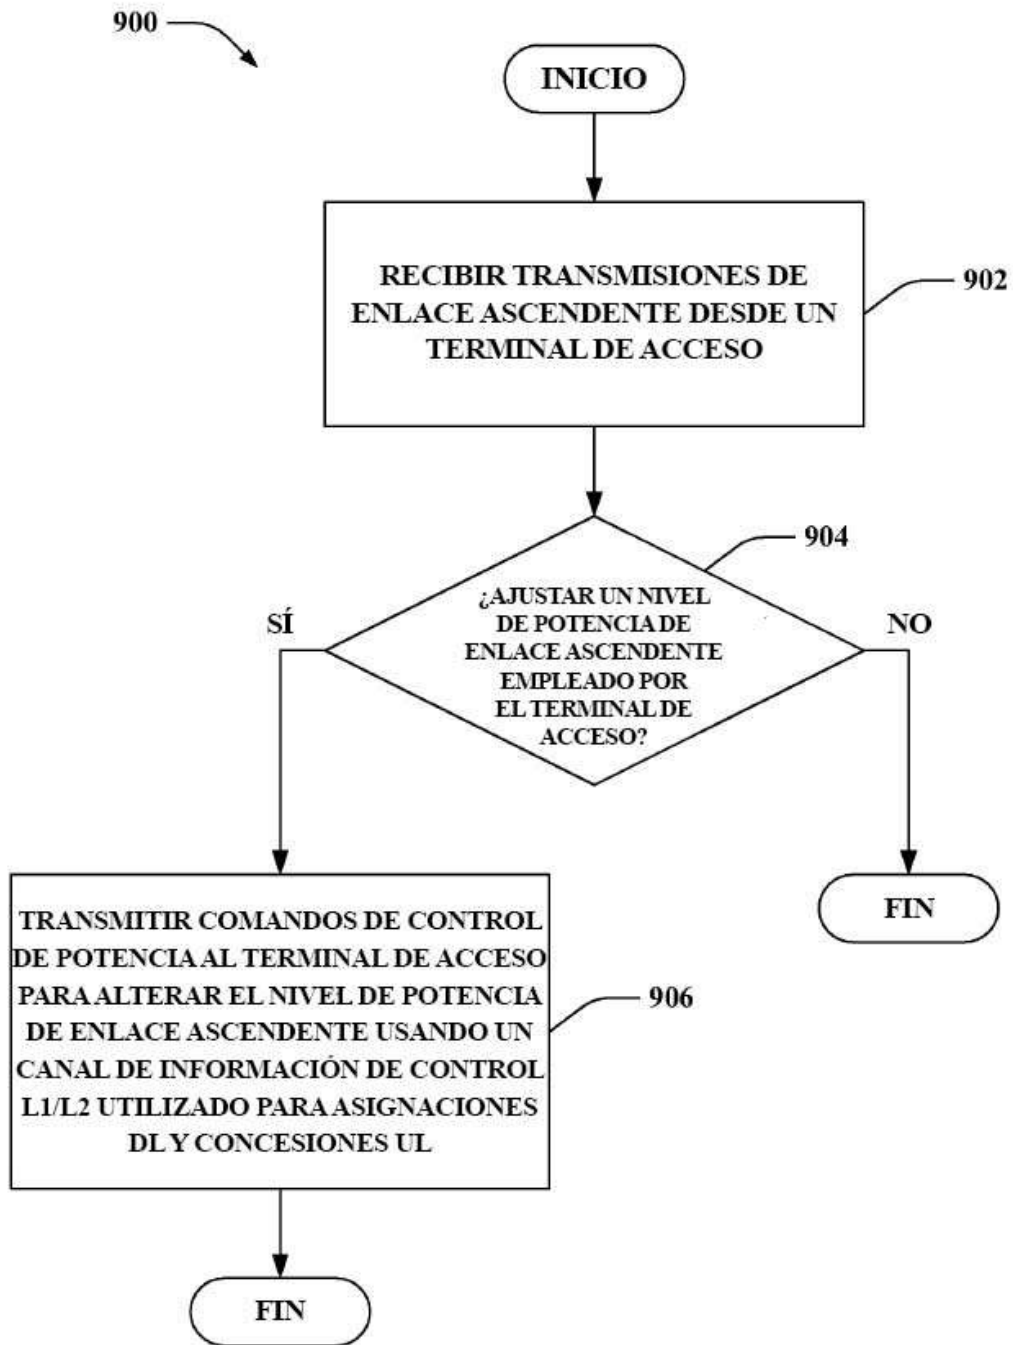 900
INICIO
RECIBIR TRANSMISIONES DE
ENLACE ASCENDENTE DESDE UN
TERMINAL DE ACCESO
902
904
¿AJUSTAR UN NIVEL
DE POTENCIA DE
ENLACE ASCENDENTE
EMPLEADO POR
EL TERMINAL DE
ACCESO?
SÍ
NO
TRANSMITIR COMANDOS DE CONTROL
DE POTENCIA AL TERMINAL DE ACCESO
PARA ALTERAR EL NIVEL DE POTENCIA
DE ENLACE ASCENDENTE USANDO UN
CANAL DE INFORMACIÓN DE CONTROL
L1/L2 UTILIZADO PARA ASIGNACIONES
DL Y CONCESIONES UL
906
FIN
FIN